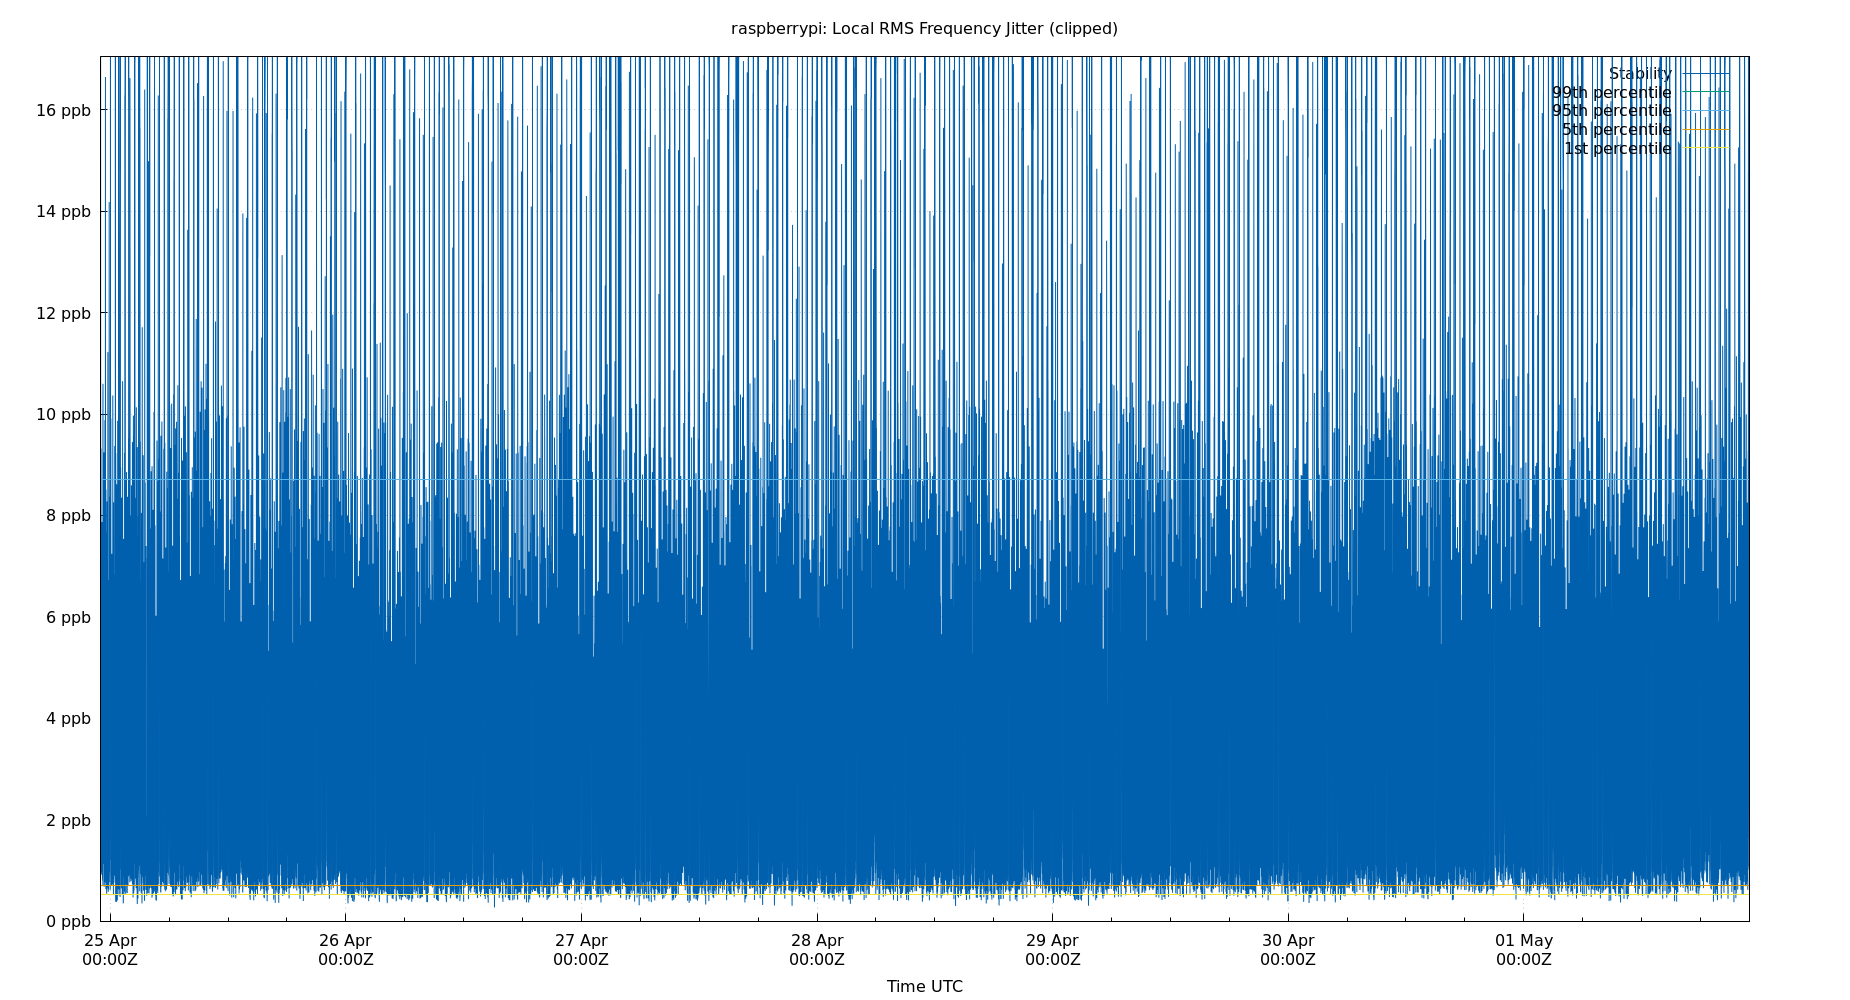 raspberrypi: Local RMS Frequency Jitter (clipped)
Stability
99th percentile
95th percentile
5th percentile
1st percentile
16 ppb
14 ppb
12 ppb
10 ppb
8 ppb
6 ppb
4 ppb
2 ppb
0 ppb
25 Apr 26 Apr 27 Apr 28 Apr 29 Apr 30 Apr 01 May
00:00Z 00:00Z 00:00Z 00:00Z 00:00Z 00:00Z 00:00Z
Time UTC